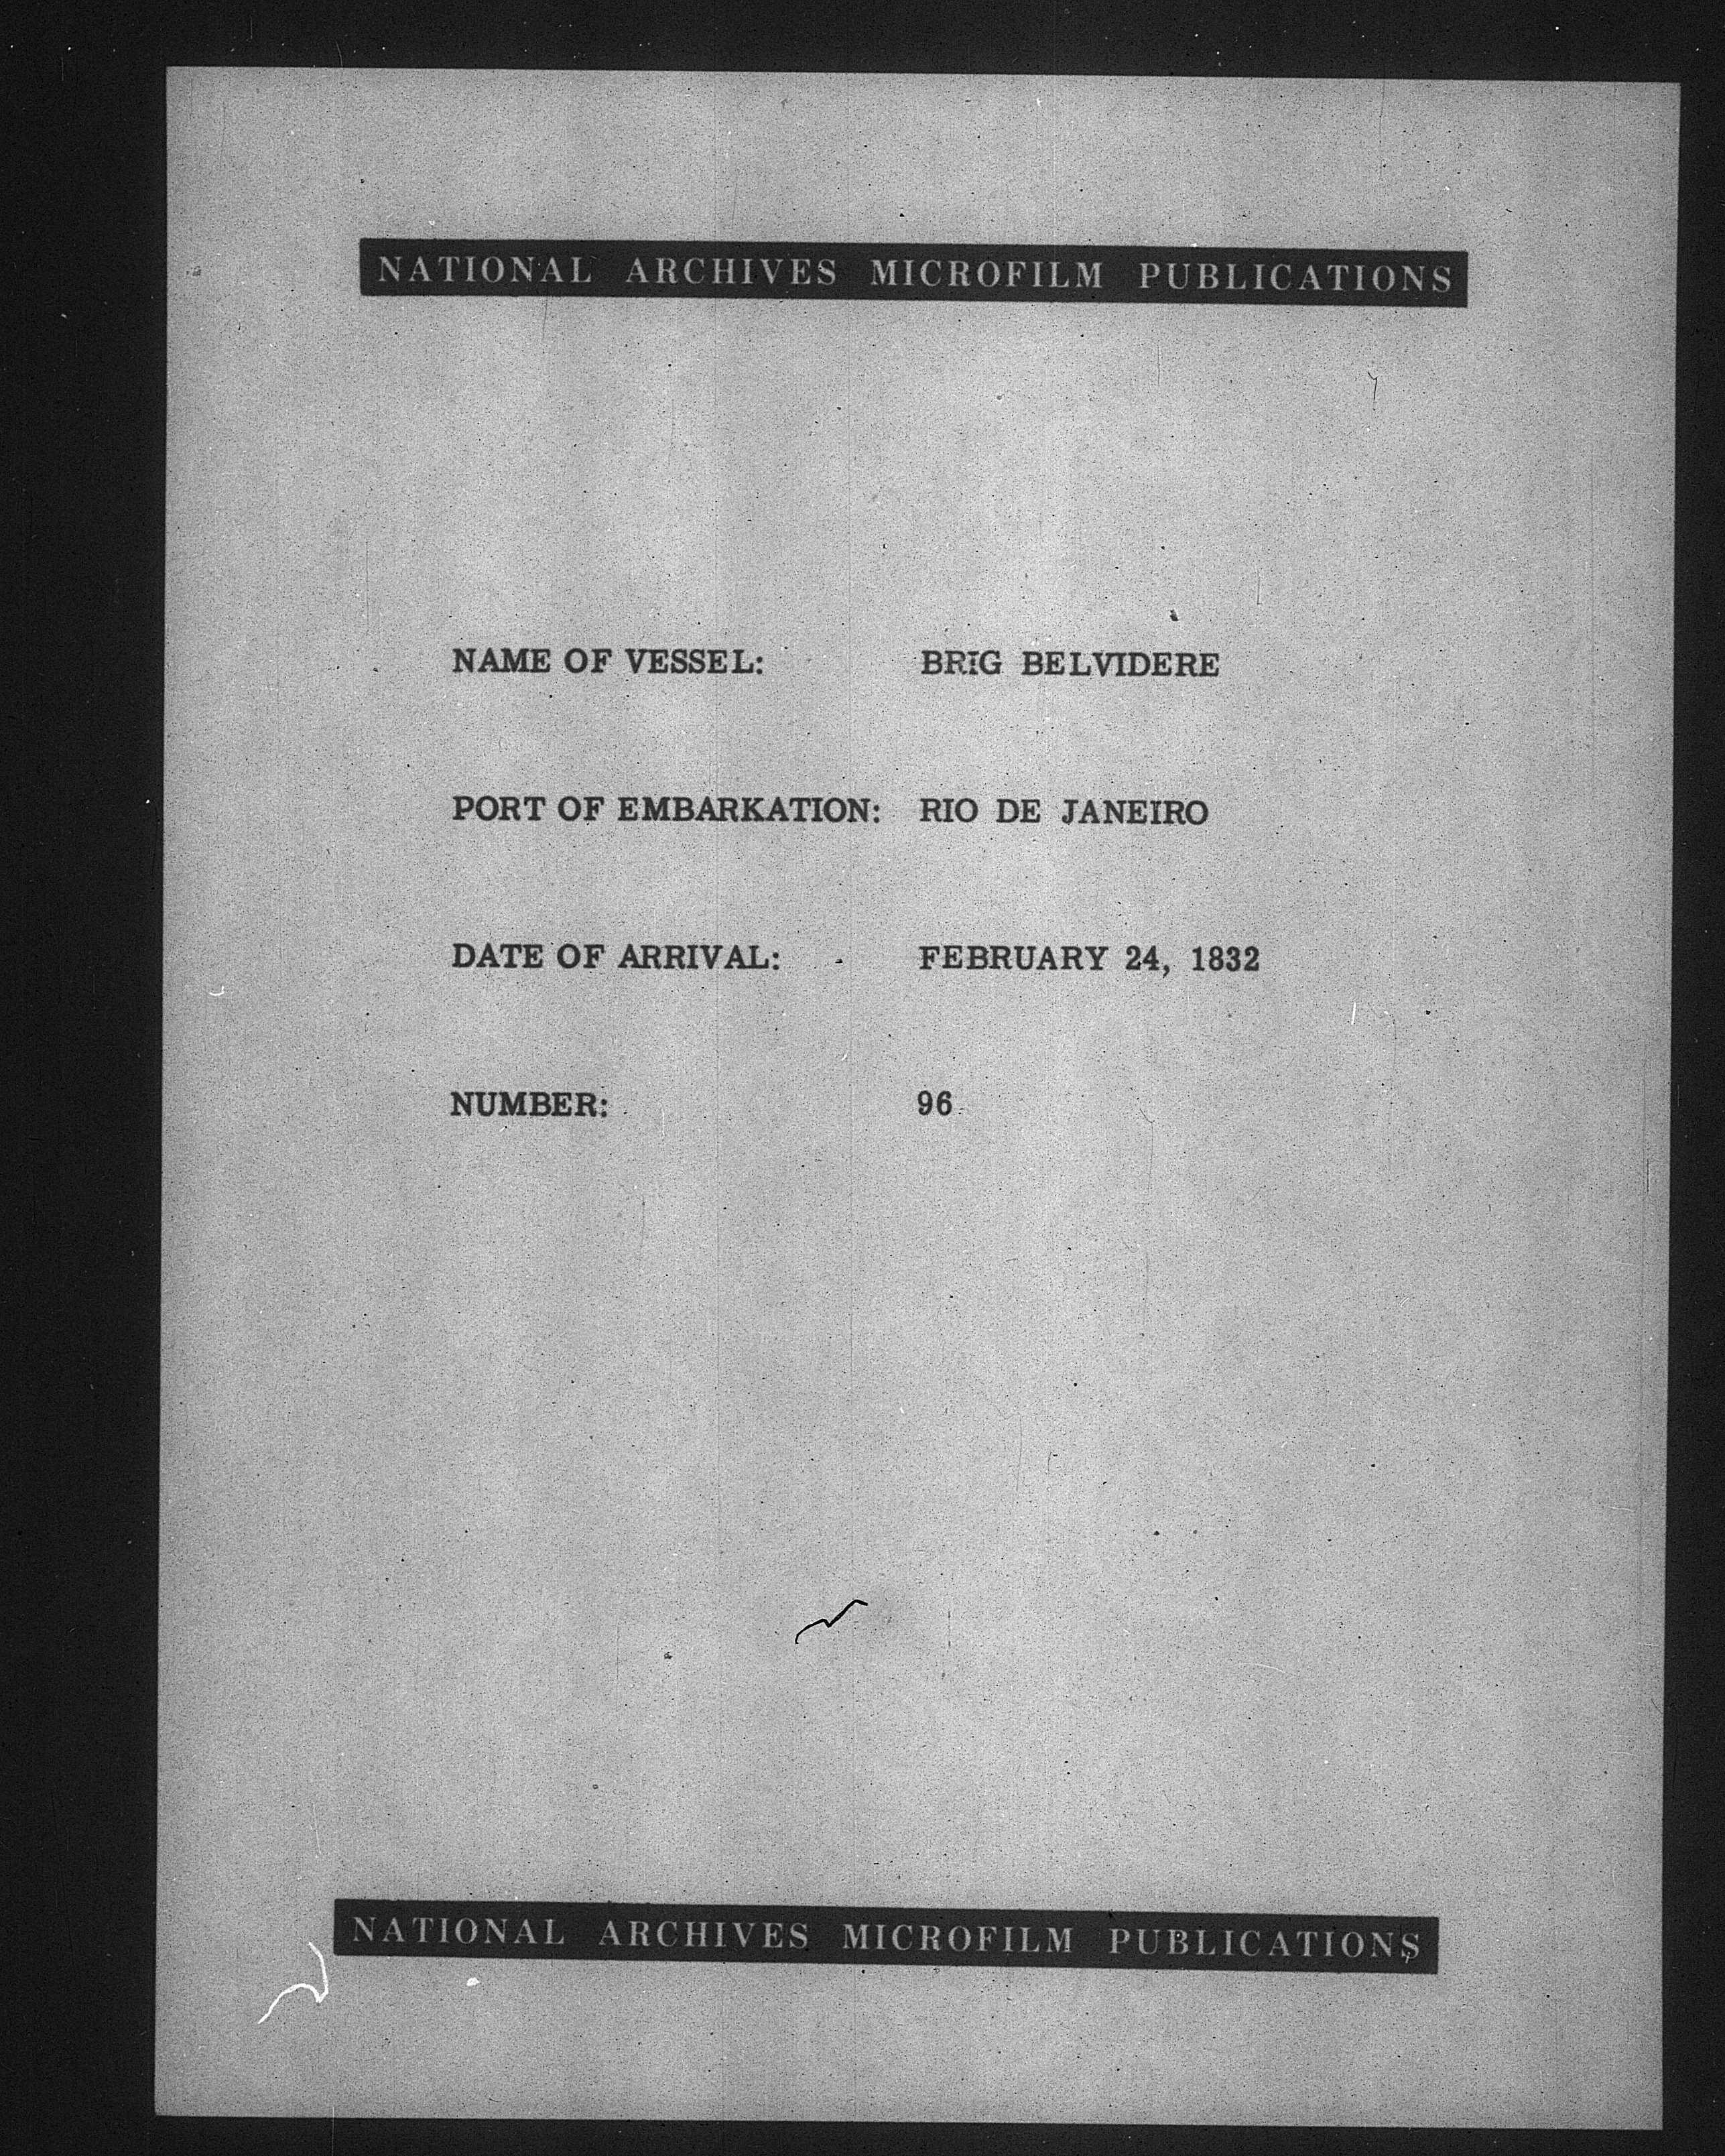 NATIONAL ARCHIVES MICROFILM PUBLICATIONS
NAME OF VESSEL: BRIG BELVIDERE
PORT OF EMBARKATION: RIO DE JANEIRO
DATE OF ARRIVAL: FEBRUARY 24, 1832
NUMBER: 96
NATIONAL ARCHIVES MICROFILM PUBLICATIONS